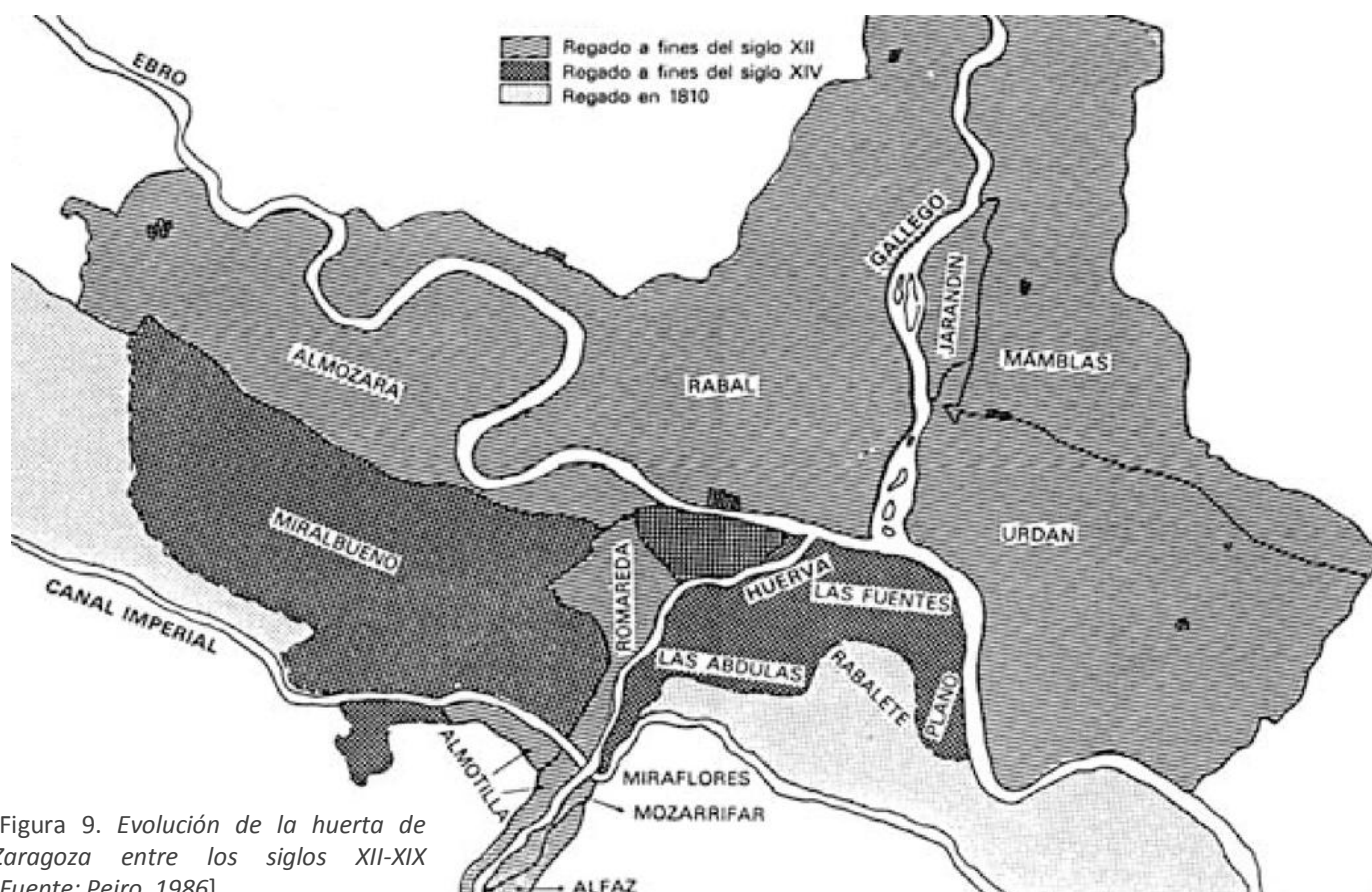 Regado a fines del siglo XII
Regado a fines del siglo XIV
Regado en 1810
EBRO
GALLEGO
JARANDIN
MAMBLAS
ALMOZARA
RABAL
MIRALBUENO
URDAN
CANAL IMPERIAL
ROMAREDA
HUERVA
LAS FUENTES
LAS ABDULAS
RABALETE
PLANO
ALMOTILLA
MIRAFLORES
MOZARRIFAR
ALFAZ
Figura 9. Evolución de la huerta de
Zaragoza entre los siglos XII-XIX
Fuente: Peiro, 1986]